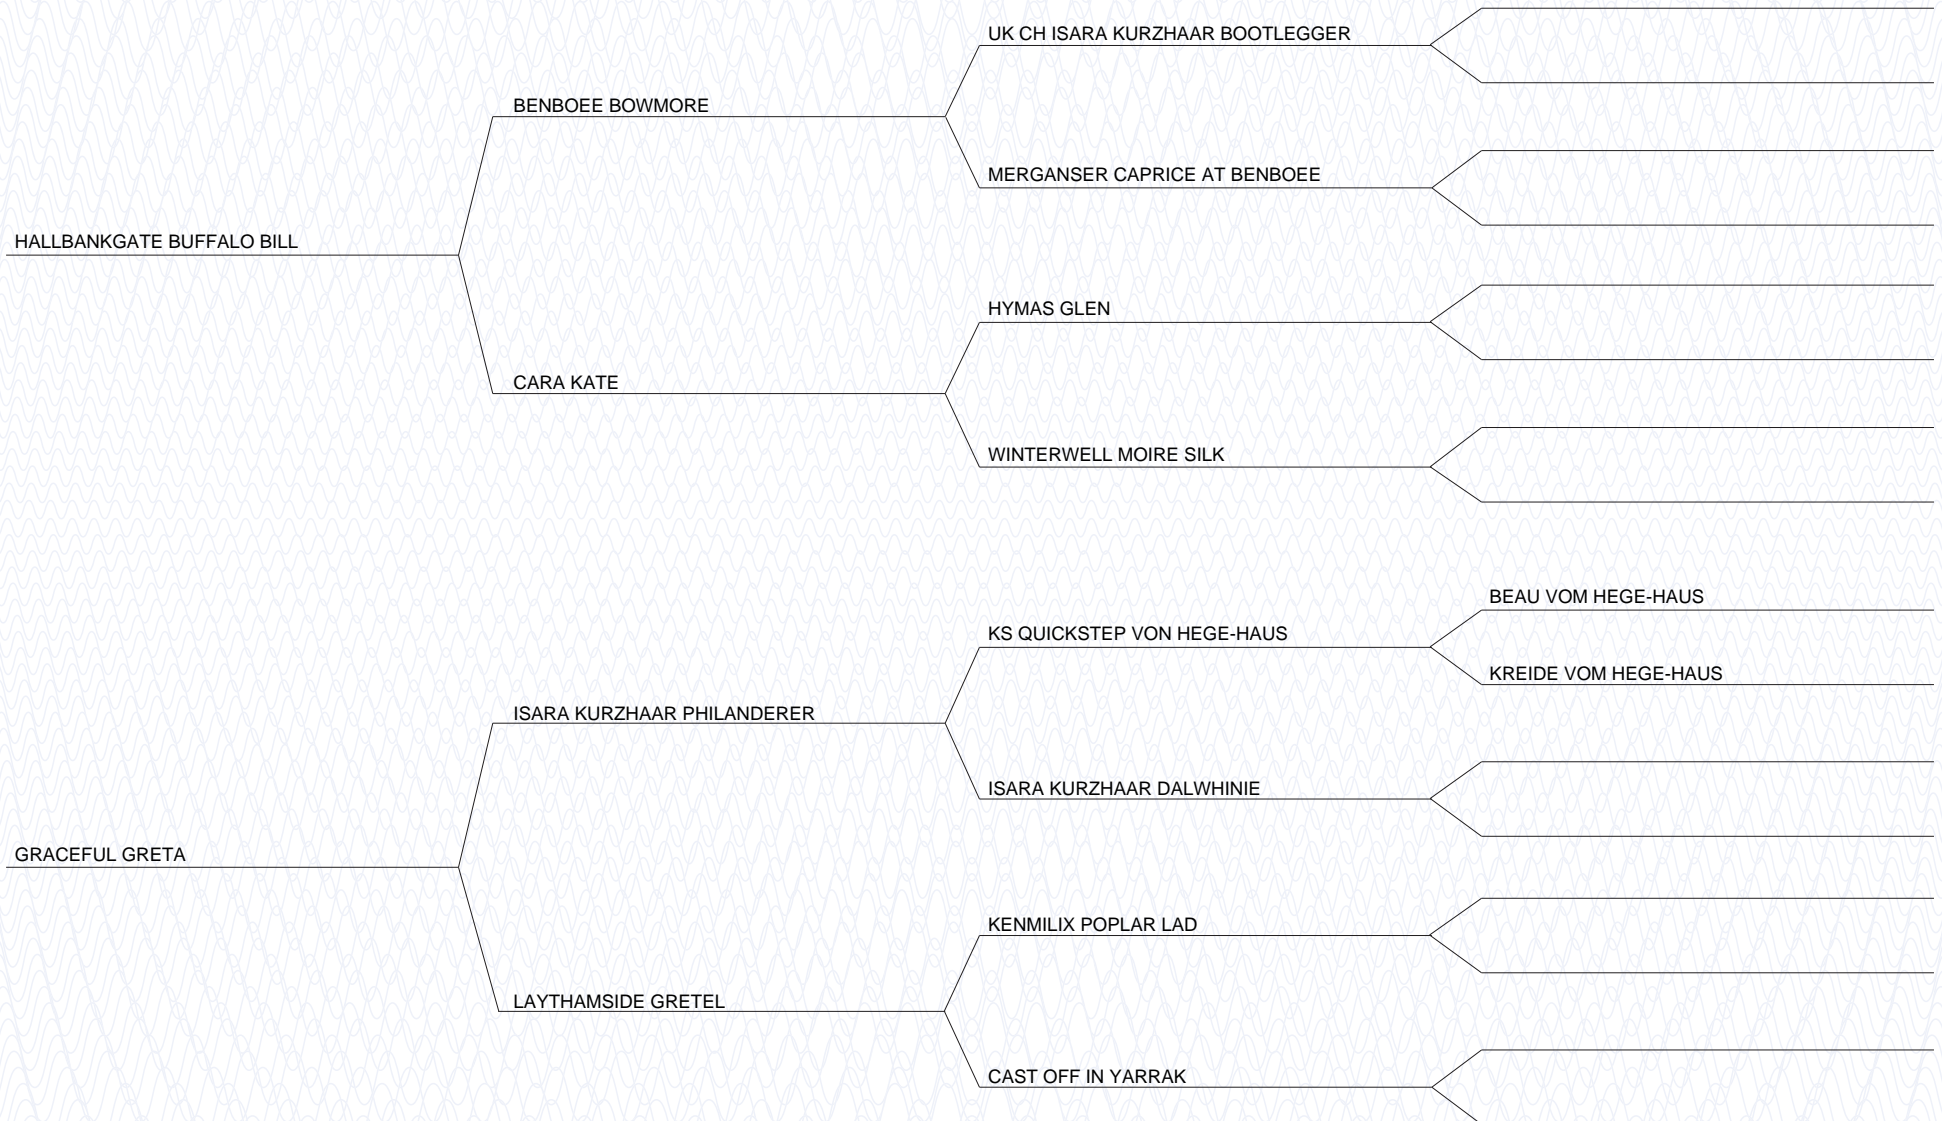 UK CH ISARA KURZHAAR BOOTLEGGER
BENBOEE BOWMORE
MERGANSER CAPRICE AT BENBOEE
HALLBANKGATE BUFFALO BILL
HYMAS GLEN
CARA KATE
WINTERWELL MOIRE SILK
BEAU VOM HEGE-HAUS
KS QUICKSTEP VON HEGE-HAUS
KREIDE VOM HEGE-HAUS
ISARA KURZHAAR PHILANDERER
ISARA KURZHAAR DALWHINIE
GRACEFUL GRETA
KENMILIX POPLAR LAD
LAYTHAMSIDE GRETEL
CAST OFF IN YARRAK